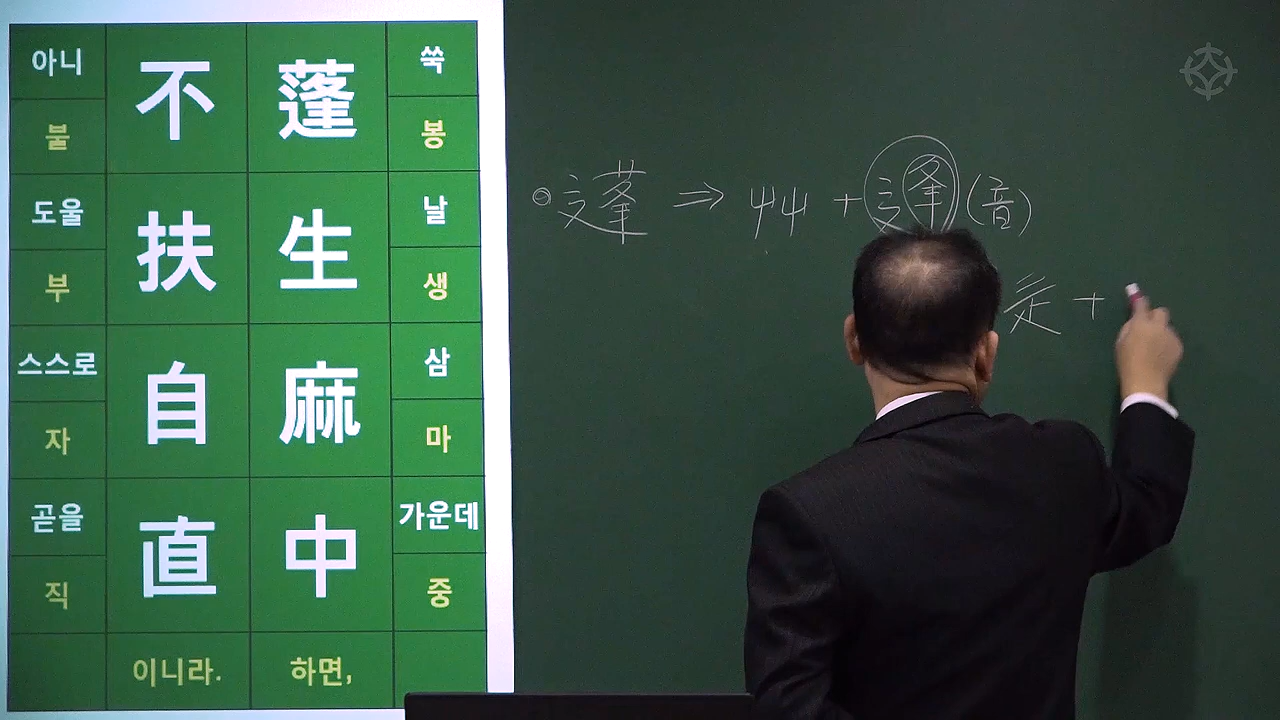 쑥 봉 蓬
날 생 生
삼 마 麻
가운데 중 中
하면,
아니 불 不
도울 부 扶
스스로 자 自
곧을 직 直
이니라.
蓬 ⇒ 艸 + 逢 (音)
辵 +